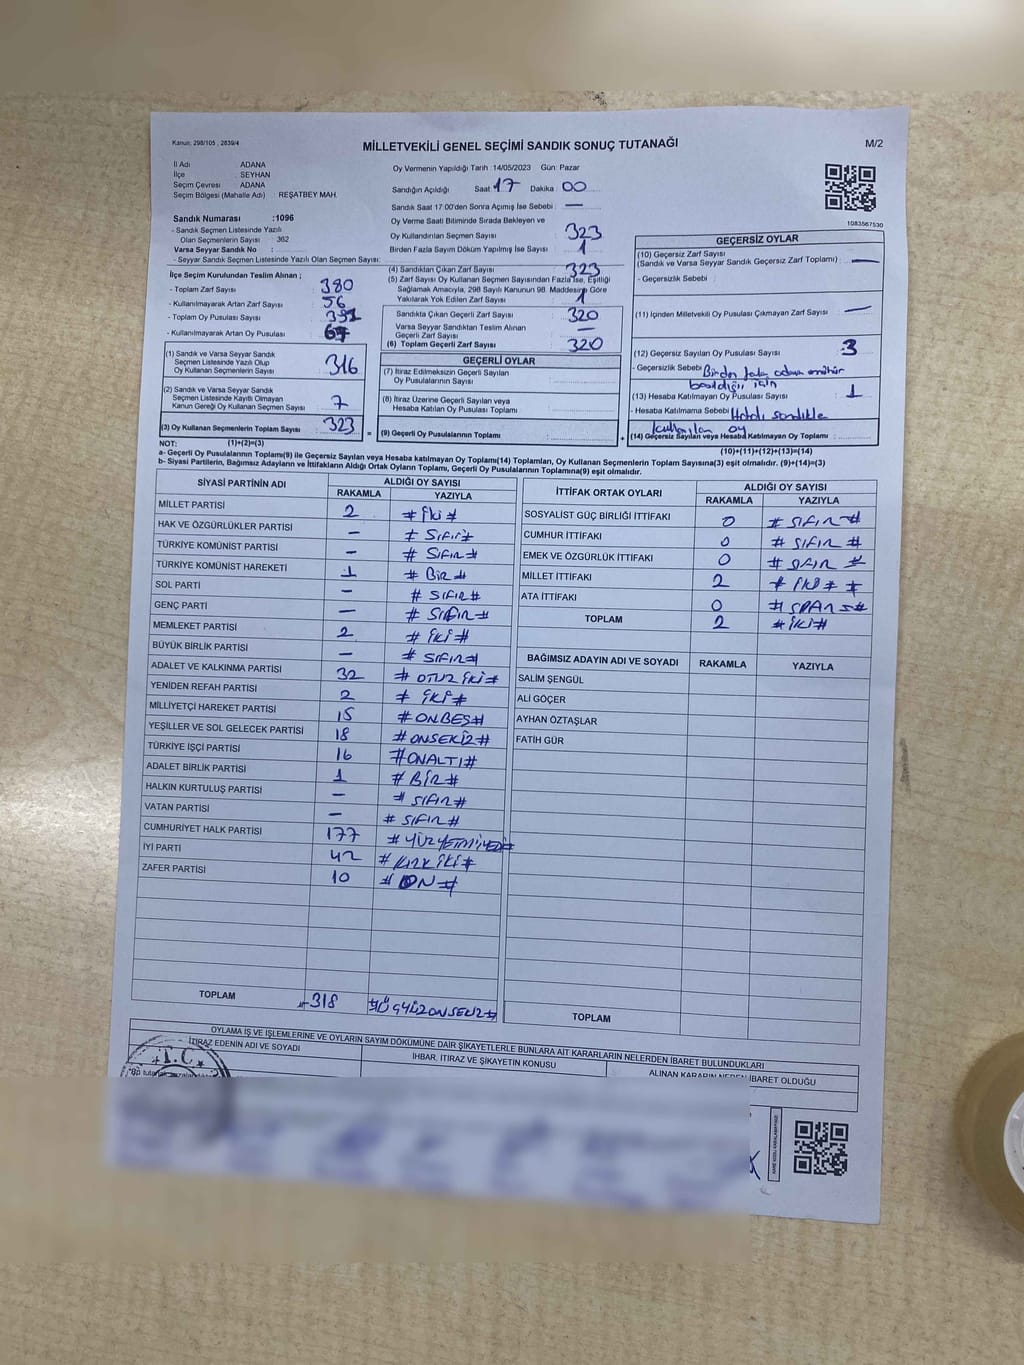 Kanun; 298/105 , 2839/4
MİLLETVEKİLİ GENEL SEÇİMİ SANDIK SONUÇ TUTANAĞI
M/2
İl Adı ADANA
İlçe SEYHAN
Seçim Çevresi ADANA
Seçim Bölgesi (Mahalle Adı) : REŞATBEY MAH.
Sandık Numarası :1096
- Sandık Seçmen Listesinde Yazılı
Olan Seçmenlerin Sayısı : 362
Varsa Seyyar Sandık No :
- Seyyar Sandık Seçmen Listesinde Yazılı Olan Seçmenlerin Sayısı:
Oy Vermenin Yapıldığı Tarih 14/05/2023 Gün: Pazar
Sandığın Açıldığı Saat 17 Dakika 00
Sandık Saat 17:00'den Sonra Açımış İse Sebebi : —
Oy Verme Saati Bitiminde Sırada Bekleyen ve
Oy Kullandırılan Seçmen Sayısı : 323
Birden Fazla Sayım Döküm Yapılmış İse Sayısı : 1
1083567530
İlçe Seçim Kurulundan Teslim Alınan ;
- Toplam Zarf Sayısı : 380
- Kullanılmayarak Artan Zarf Sayısı : 56
- Toplam Oy Pusulası Sayısı :
- Kullanılmayarak Artan Oy Pusulası :
(1) Sandık ve Varsa Seyyar Sandık
Seçmen Listesinde Yazılı Olup
Oy Kullanan Seçmenlerin Sayısı : 316
(2) Sandık ve Varsa Seyyar Sandık
Seçmen Listesinde Kayıtlı Olmayan
Kanun Gereği Oy Kullanan Seçmen Sayısı : 7
(3) Oy Kullanan Seçmenlerin Toplam Sayısı : 323
(4) Sandıktan Çıkan Zarf Sayısı : 323
(5) Zarf Sayısı Oy Kullanan Seçmen Sayısından Fazla İse, Eşitliği
Sağlamak Amacıyla, 298 Sayılı Kanunun 98. Maddesine Göre
Yakılarak Yok Edilen Zarf Sayısı : 1
Sandıkta Çıkan Geçerli Zarf Sayısı : 320
Varsa Seyyar Sandıktan Teslim Alınan
Geçerli Zarf Sayısı : —
(6) Toplam Geçerli Zarf Sayısı : 320
GEÇERLİ OYLAR
(7) İtiraz Edilmeksizin Geçerli Sayılan
Oy Pusulalarının Sayısı :
(8) İtiraz Üzerine Geçerli Sayılan veya
Hesaba Katılan Oy Pusulası Toplamı :
= (9) Geçerli Oy Pusulalarının Toplamı :
GEÇERSİZ OYLAR
(10) Geçersiz Zarf Sayısı
(Sandık ve Varsa Seyyar Sandık Geçersiz Zarf Toplamı) : —
- Geçersizlik Sebebi :
(11) İçinden Milletvekili Oy Pusulası Çıkmayan Zarf Sayısı : —
(12) Geçersiz Sayılan Oy Pusulası Sayısı : 3
- Geçersizlik Sebebi : Birden fazla adam mühür
basıldığı için
(13) Hesaba Katılmayan Oy Pusulası Sayısı : 1
- Hesaba Katılmama Sebebi : Hatalı sandıkta
kullanılan oy
+ (14) Geçersiz Sayılan veya Hesaba Katılmayan Oy Toplamı :
NOT: (1)+(2)=(3)
(10)+(11)+(12)+(13)=(14)
a- Geçerli Oy Pusulalarının Toplamı(9) ile Geçersiz Sayılan veya Hesaba katılmayan Oy Toplamı(14) Toplamları, Oy Kullanan Seçmenlerin Toplam Sayısına(3) eşit olmalıdır. (9)+(14)=(3)
b- Siyasi Partilerin, Bağımsız Adayların ve İttifakların Aldığı Ortak Oyların Toplamı, Geçerli Oy Pusulalarının Toplamına(9) eşit olmalıdır.
SİYASİ PARTİNİN ADI ALDIĞI OY SAYISI
RAKAMLA YAZIYLA
MİLLET PARTİSİ 2 # iki #
HAK VE ÖZGÜRLÜKLER PARTİSİ — # SIFIR #
TÜRKİYE KOMÜNİST PARTİSİ — # SIFIR #
TÜRKİYE KOMÜNİST HAREKETİ 1 # BİR #
SOL PARTİ — # SIFIR #
GENÇ PARTİ — # SIFIR #
MEMLEKET PARTİSİ 2 # İKİ #
BÜYÜK BİRLİK PARTİSİ — # SIFIR #
ADALET VE KALKINMA PARTİSİ 32 # OTUZ İKİ #
YENİDEN REFAH PARTİSİ 2 # İKİ #
MİLLİYETÇİ HAREKET PARTİSİ 15 # ONBEŞ #
YEŞİLLER VE SOL GELECEK PARTİSİ 18 # ONSEKİZ #
TÜRKİYE İŞÇİ PARTİSİ 16 # ONALTI #
ADALET BİRLİK PARTİSİ 1 # BİR #
HALKIN KURTULUŞ PARTİSİ — # SIFIR #
VATAN PARTİSİ — # SIFIR #
CUMHURİYET HALK PARTİSİ 177 # YÜZYETMİYEDİ #
İYİ PARTİ 42 # KIRK İKİ #
ZAFER PARTİSİ 10 # ON #
TOPLAM 318 # ÜÇYÜZONSEKİZ #
İTTİFAK ORTAK OYLARI ALDIĞI OY SAYISI
RAKAMLA YAZIYLA
SOSYALİST GÜÇ BİRLİĞİ İTTİFAKI 0 # SIFIR #
CUMHUR İTTİFAKI 0 # SIFIR #
EMEK VE ÖZGÜRLÜK İTTİFAKI 0 # SIFIR #
MİLLET İTTİFAKI 2 # İKİ #
ATA İTTİFAKI 0
TOPLAM 2 # İKİ #
BAĞIMSIZ ADAYIN ADI VE SOYADI RAKAMLA YAZIYLA
SALİM ŞENGÜL
ALİ GÖÇER
AYHAN ÖZTAŞLAR
FATİH GÜR
TOPLAM
OYLAMA İŞ VE İŞLEMLERİNE VE OYLARIN SAYIM DÖKÜMÜNE DAİR ŞİKAYETLERLE BUNLARA AİT KARARLARIN NELERDEN İBARET BULUNDUKLARI
İTİRAZ EDENİN ADI VE SOYADI
İHBAR, İTİRAZ VE ŞİKAYETİN KONUSU
ALINAN KARARIN NEDEN İBARET OLDUĞU
T.C.